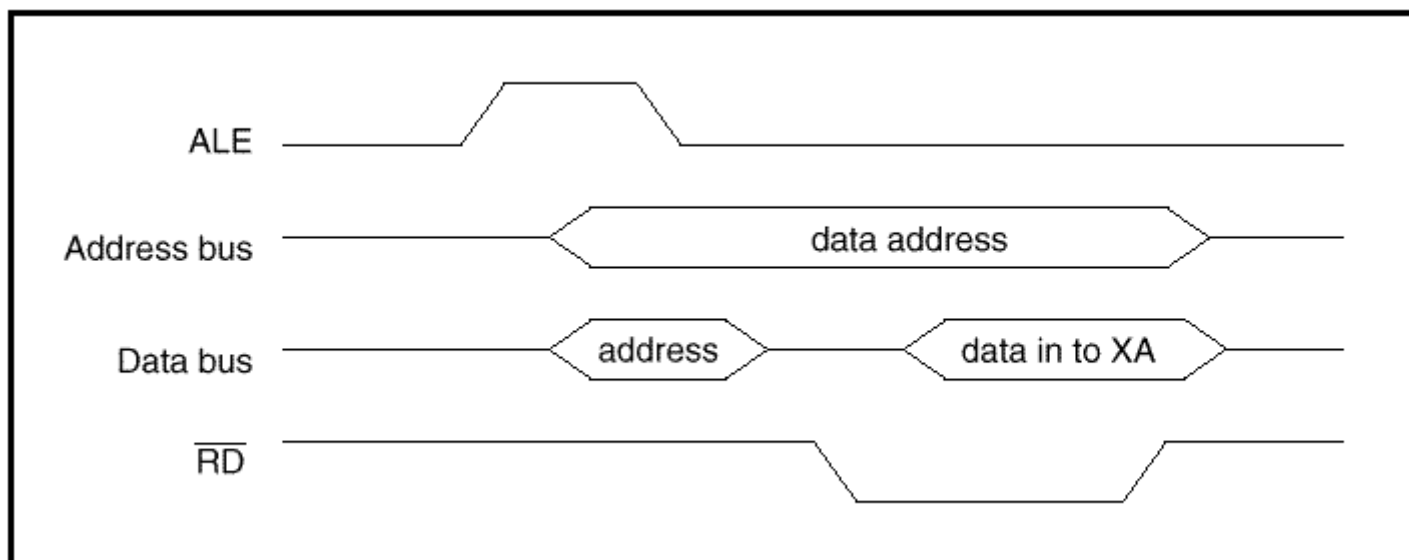 ALE
Address bus
data address
Data bus
address
data in to XA
RD